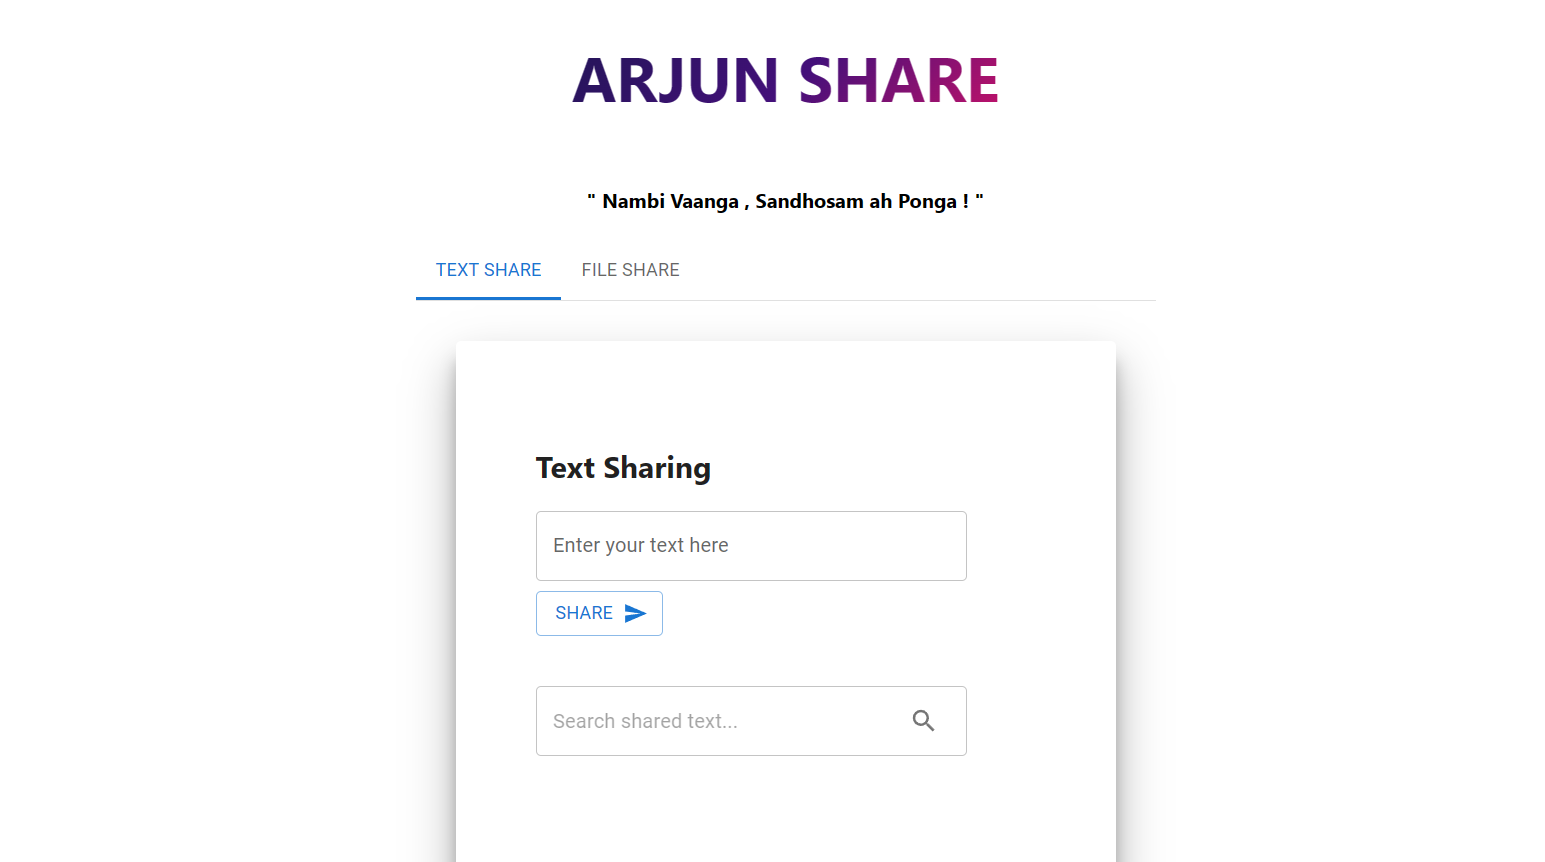 ARJUN SHARE
" Nambi Vaanga , Sandhosam ah Ponga ! "
TEXT SHARE FILE SHARE
Text Sharing
Enter your text here
SHARE
Search shared text...